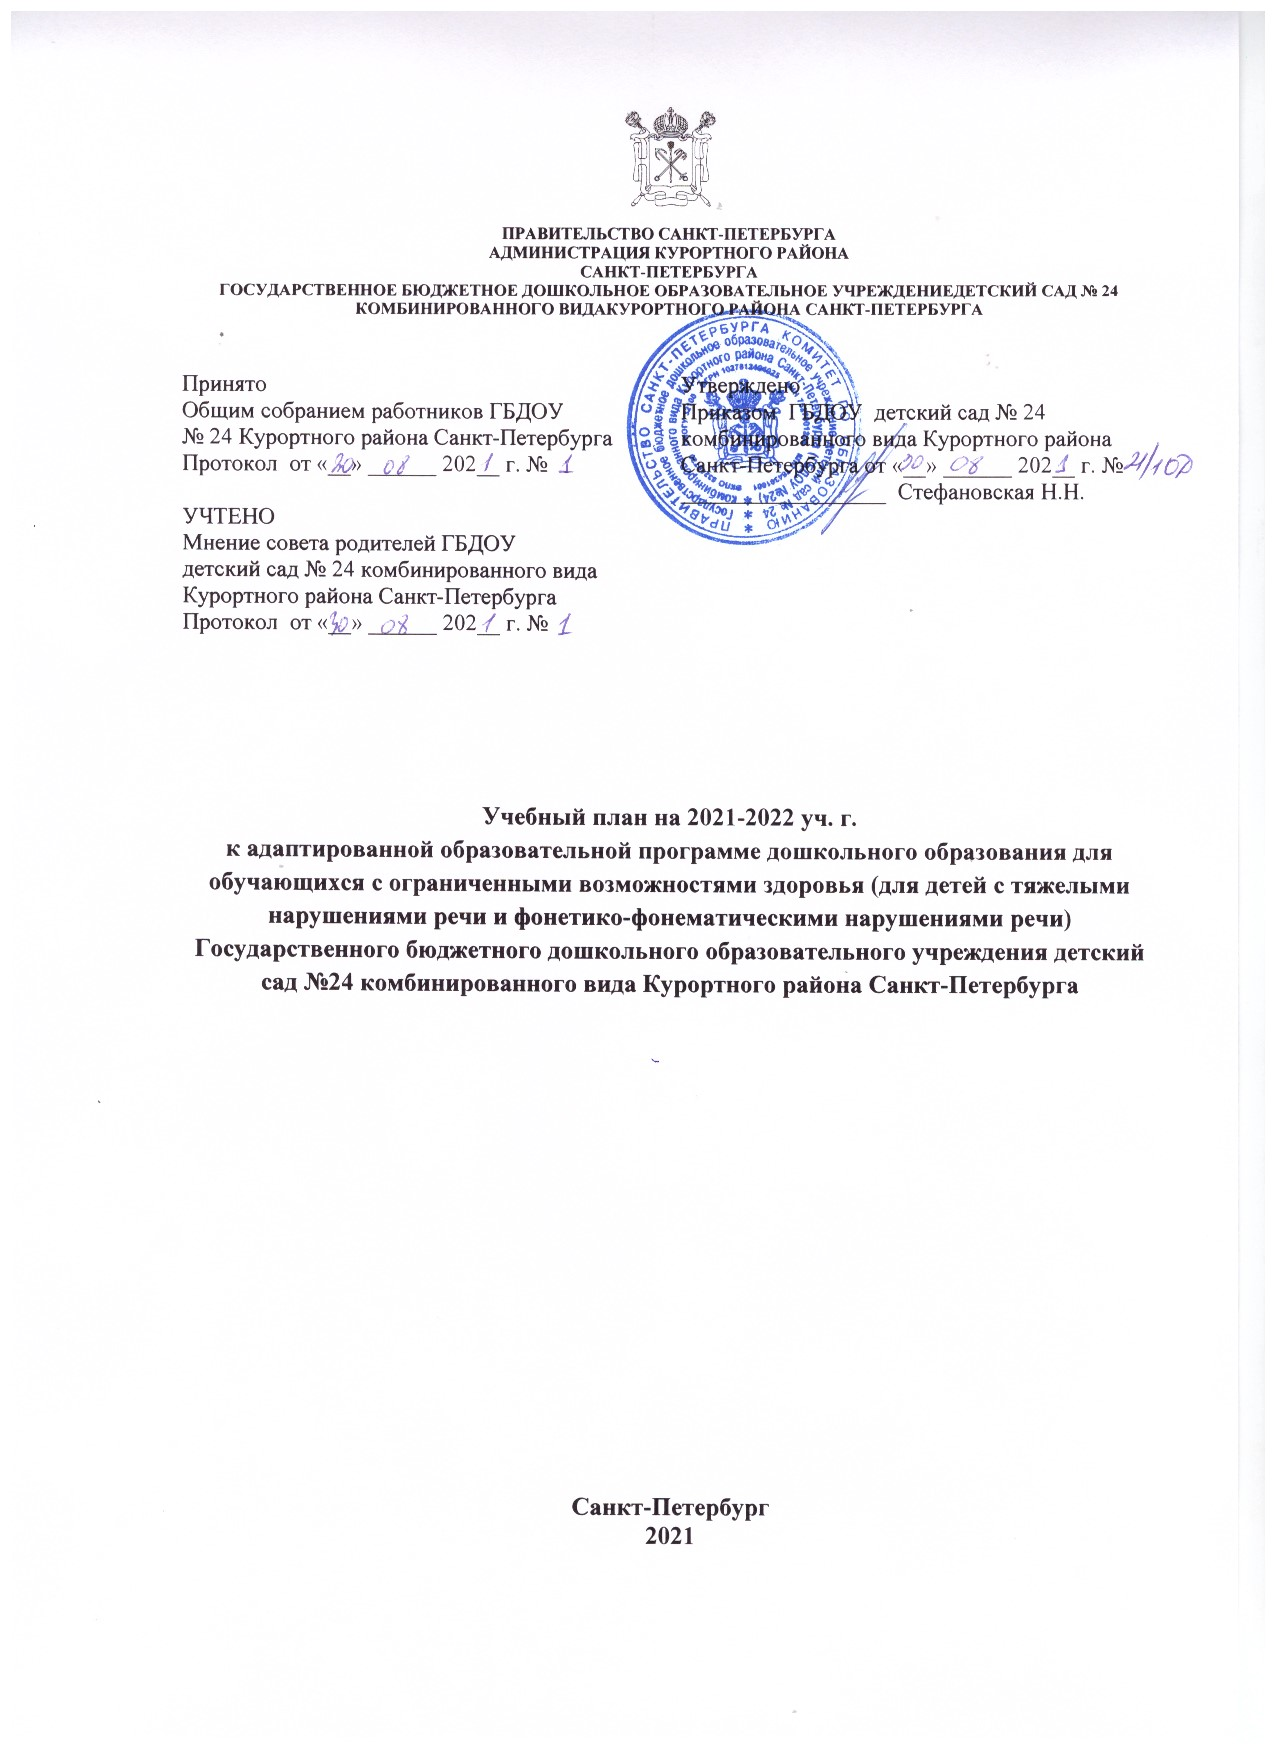 ПРАВИТЕЛЬСТВО САНКТ-ПЕТЕРБУРГА
АДМИНИСТРАЦИЯ КУРОРТНОГО РАЙОНА
САНКТ-ПЕТЕРБУРГА
ГОСУДАРСТВЕННОЕ БЮДЖЕТНОЕ ДОШКОЛЬНОЕ ОБРАЗОВАТЕЛЬНОЕ УЧРЕЖДЕНИЕДЕТСКИЙ САД № 24
КОМБИНИРОВАННОГО ВИДАКУРОРТНОГО РАЙОНА САНКТ-ПЕТЕРБУРГА
Принято
Общим собранием работников ГБДОУ
№ 24 Курортного района Санкт-Петербурга
Протокол от «30» 08 2021 г. № 1
УЧТЕНО
Мнение совета родителей ГБДОУ
детский сад № 24 комбинированного вида
Курортного района Санкт-Петербурга
Протокол от «30» 08 2021 г. № 1
Утверждено
Приказом ГБДОУ детский сад № 24
комбинированного вида Курортного района
Санкт-Петербурга от «30» 08 2021 г. №
Стефановская Н.Н.
ПРАВИТЕЛЬСТВО САНКТ-ПЕТЕРБУРГА КОМИТЕТ ПО ОБРАЗОВАНИЮ
Учебный план на 2021-2022 уч. г.
к адаптированной образовательной программе дошкольного образования для
обучающихся с ограниченными возможностями здоровья (для детей с тяжелыми
нарушениями речи и фонетико-фонематическими нарушениями речи)
Государственного бюджетного дошкольного образовательного учреждения детский
сад №24 комбинированного вида Курортного района Санкт-Петербурга
Санкт-Петербург
2021